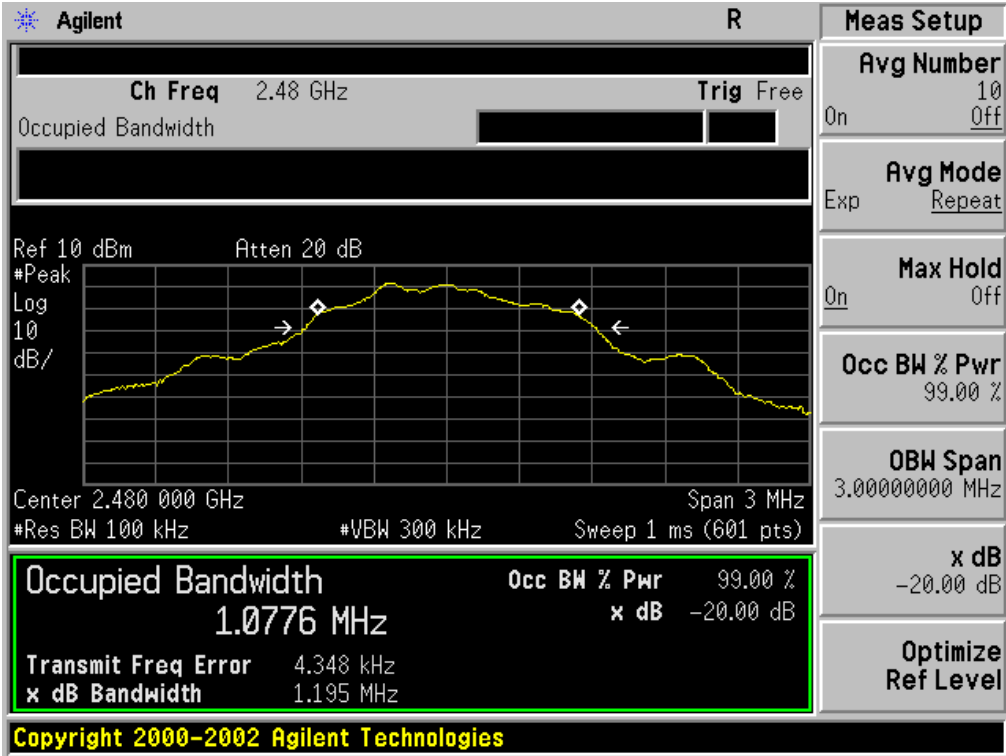 Agilent R Meas Setup
Ch Freq 2.48 GHz Trig Free
Occupied Bandwidth
Ref 10 dBm Atten 20 dB
#Peak
Log
10
dB/
Center 2.480 000 GHz Span 3 MHz
#Res BW 100 kHz #VBW 300 kHz Sweep 1 ms (601 pts)
Occupied Bandwidth
1.0776 MHz
Occ BW % Pwr 99.00 %
x dB -20.00 dB
Transmit Freq Error 4.348 kHz
x dB Bandwidth 1.195 MHz
Avg Number
10
On Off
Avg Mode
Exp Repeat
Max Hold
On Off
Occ BW % Pwr
99.00 %
OBW Span
3.00000000 MHz
x dB
-20.00 dB
Optimize
Ref Level
Copyright 2000-2002 Agilent Technologies